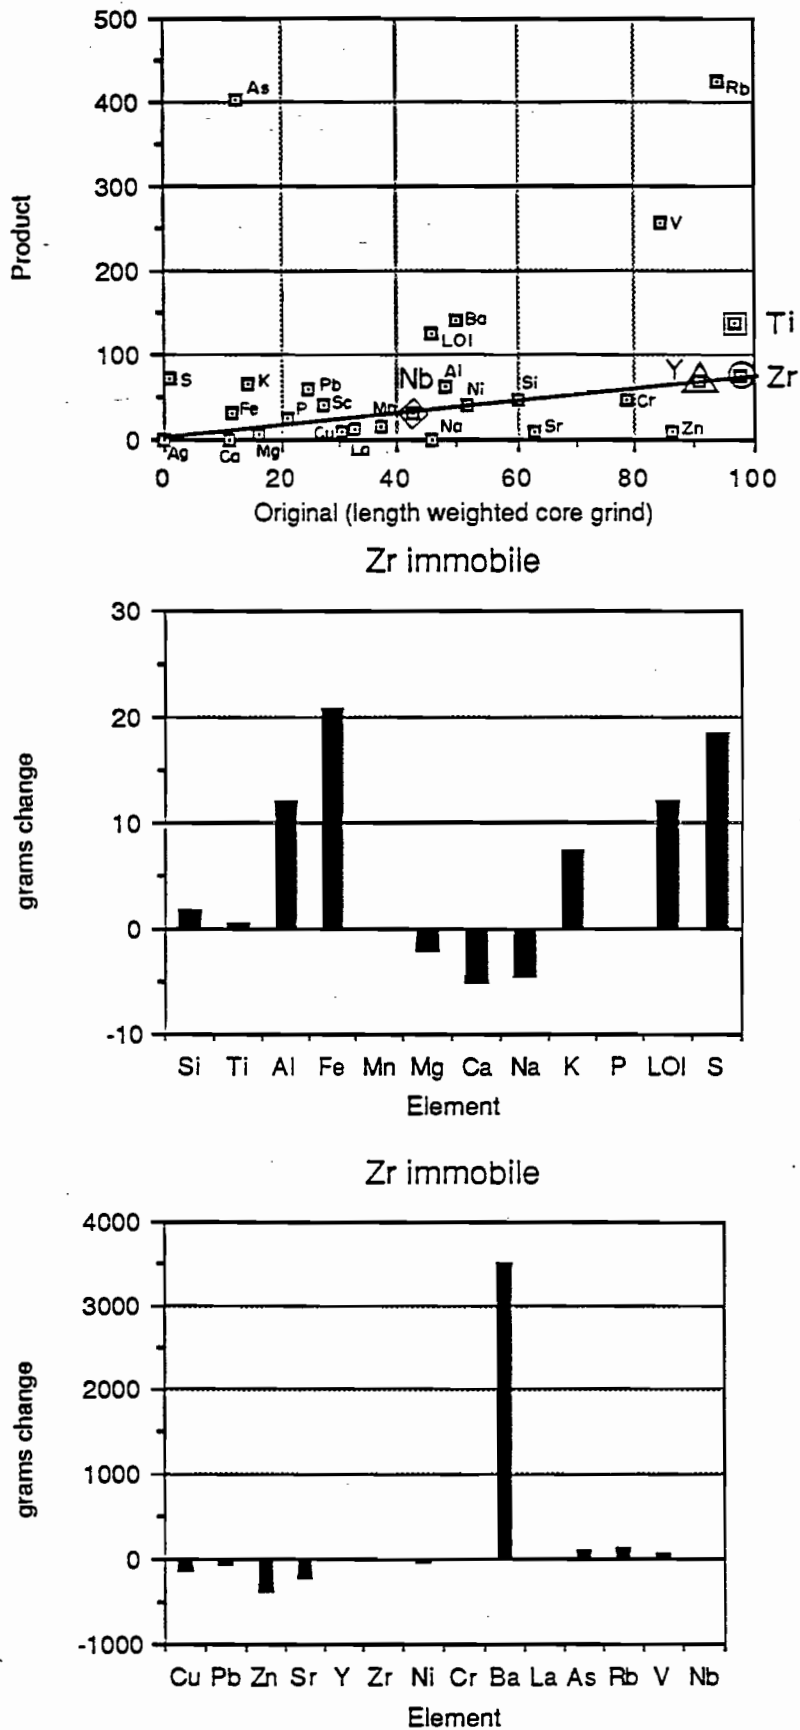 500
As
Rb
400
300
V
200
Product
Ba
LOI
Ti
100
S
K
Pb
Nb
Al
Y
Zr
Fe
P
Sc
Mn
Ni
Si
Cr
0
Ag
Ca
Mg
Cu
La
Na
Sr
Zn
0 20 40 60 80 100
Original (length weighted core grind)
Zr immobile
30
20
10
0
-10
grams change
Si Ti Al Fe Mn Mg Ca Na K P LOI S
Element
Zr immobile
4000
3000
2000
1000
0
-1000
grams change
Cu Pb Zn Sr Y Zr Ni Cr Ba La As Rb V Nb
Element